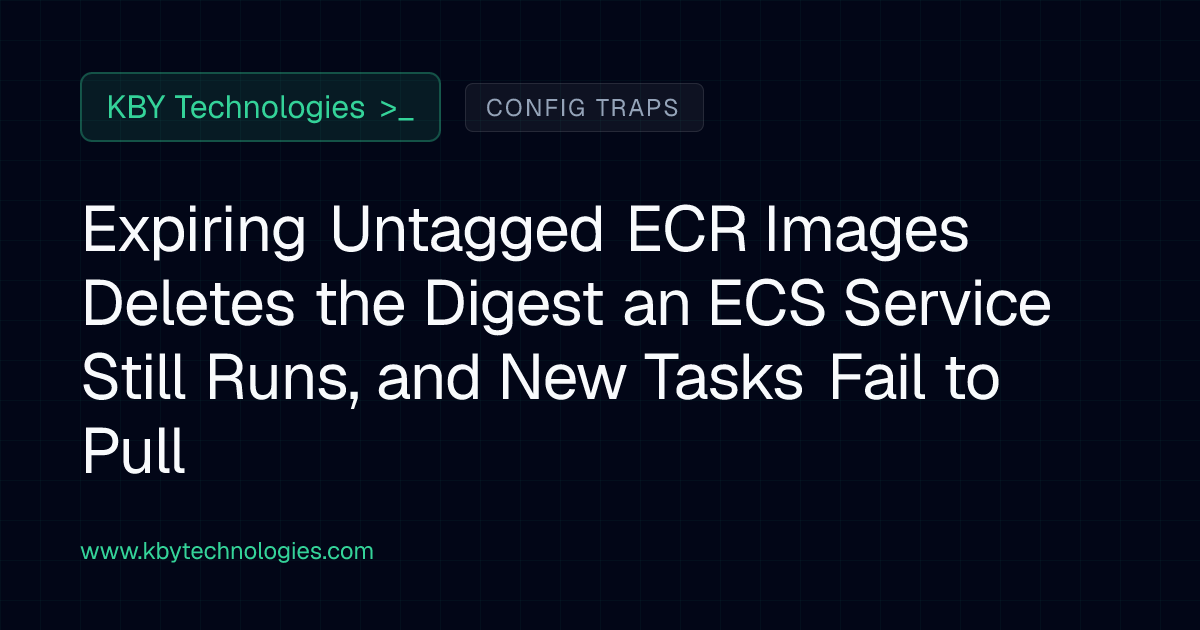 KBY Technologies >_
CONFIG TRAPS
Expiring Untagged ECR Images
Deletes the Digest an ECS Service
Still Runs, and New Tasks Fail to
Pull
www.kbytechnologies.com